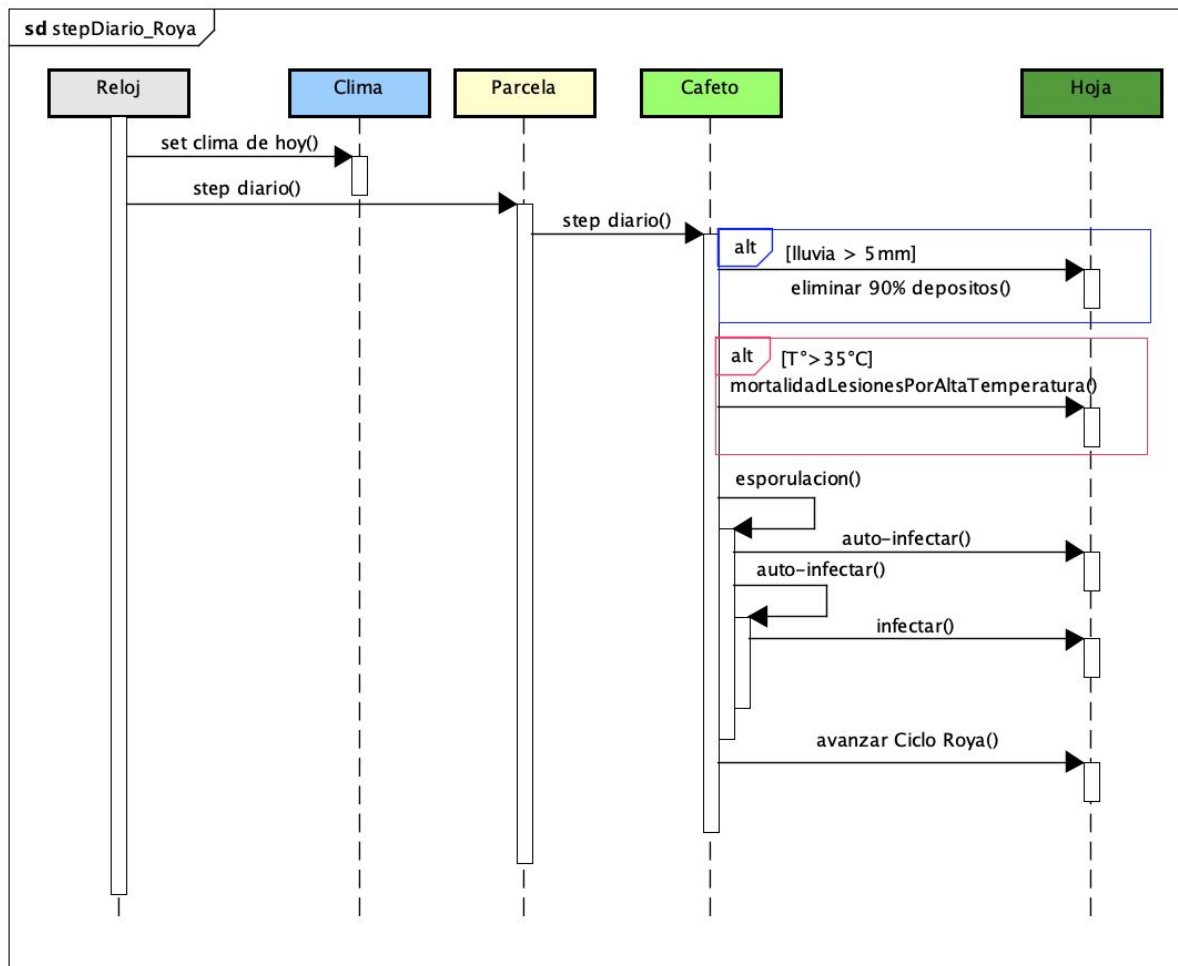 sd stepDiario_Roya
Reloj
Clima
Parcela
Cafeto
Hoja
set clima de hoy()
step diario()
step diario()
alt
[lluvia > 5mm]
eliminar 90% depositos()
alt
[T°>35°C]
mortalidadLesionesPorAltaTemperatura()
esporulacion()
auto-infectar()
auto-infectar()
infectar()
avanzar Ciclo Roya()